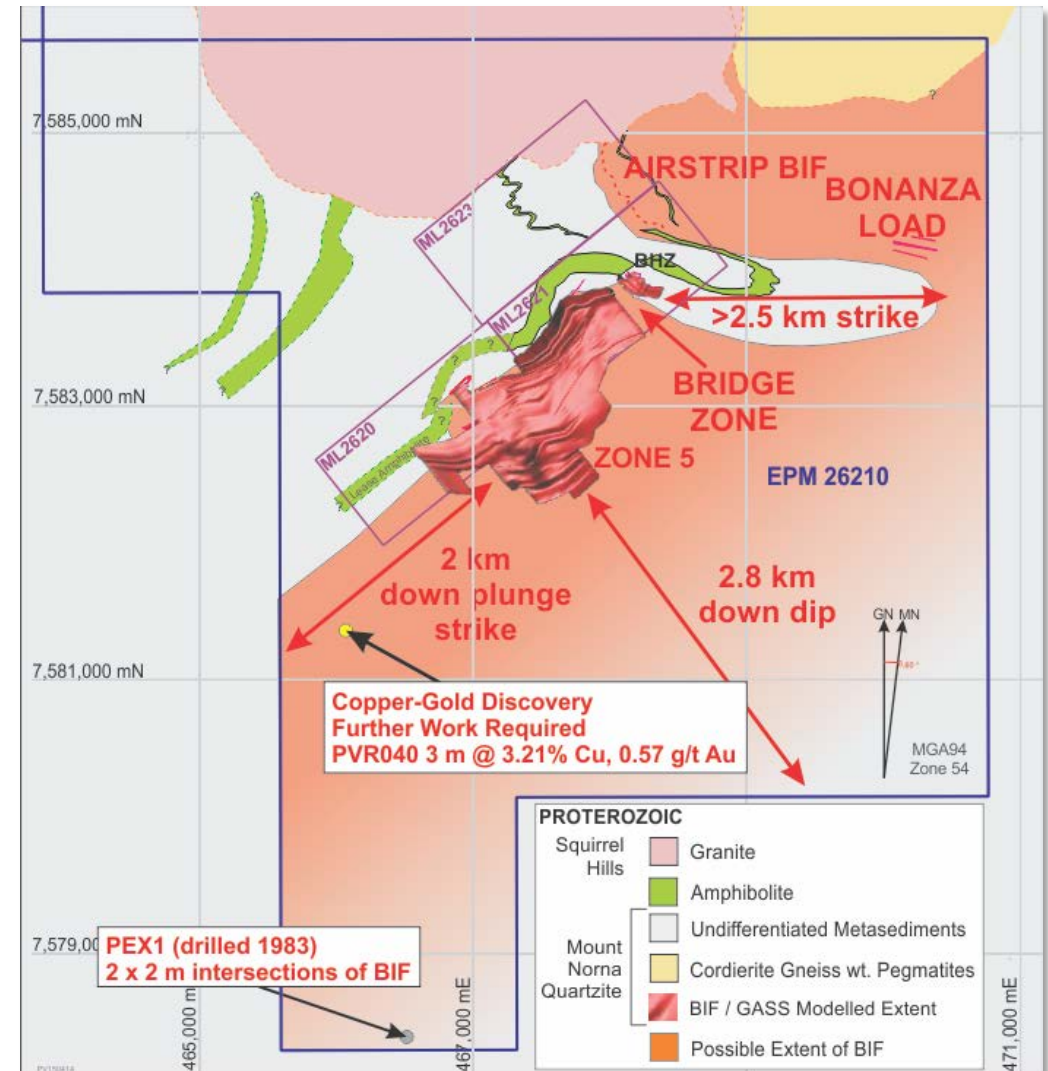 7,585,000 mN
?
AIRSTRIP BIF
BONANZA
LOAD
ML2623
BHZ
ML2621
>2.5 km strike
?
?
?
?
7,583,000 mN
BRIDGE
ZONE
?
?
ML2620
ZONE 5
Lease Amphibolite
EPM 26210
?
2 km
down plunge
strike
2.8 km
down dip
GN MN
7,581,000 mN
Copper-Gold Discovery
Further Work Required
PVR040 3 m @ 3.21% Cu, 0.57 g/t Au
MGA94
Zone 54
PROTEROZOIC
Squirrel
Hills
Granite
Amphibolite
Mount
Norna
Quartzite
Undifferentiated Metasediments
Cordierite Gneiss wt. Pegmatites
BIF / GASS Modelled Extent
Possible Extent of BIF
7,579,00
PEX1 (drilled 1983)
2 x 2 m intersections of BIF
465,000 m
467,000 mE
471,000 mE